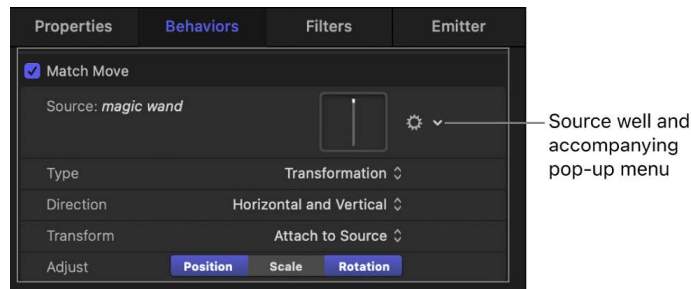 Properties Behaviors Filters Emitter
Match Move
Source: magic wand
Source well and
accompanying
pop-up menu
Type Transformation
Direction Horizontal and Vertical
Transform Attach to Source
Adjust Position Scale Rotation